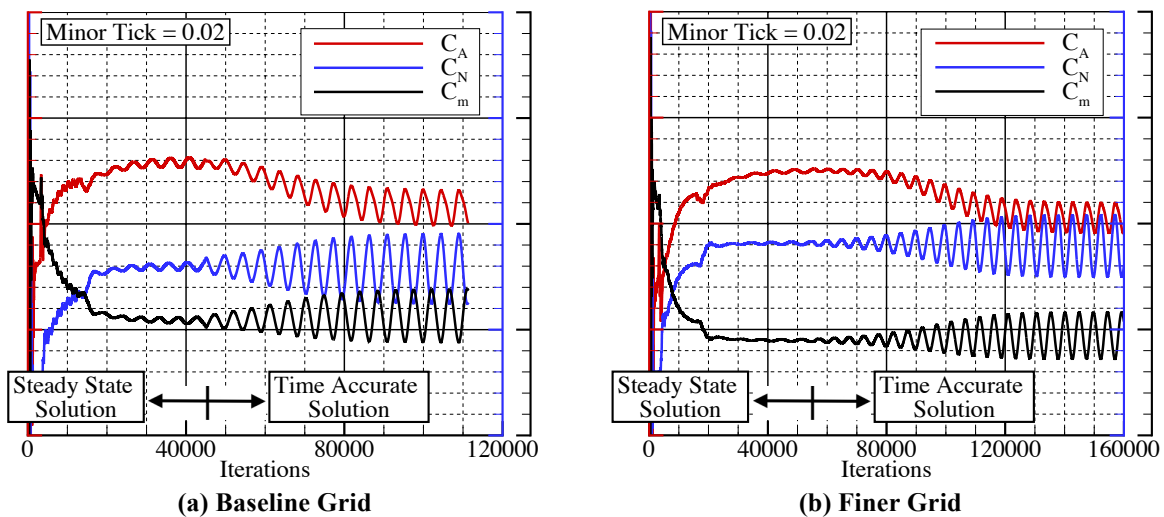 Minor Tick = 0.02
C_A
C_N
C_m
Steady State
Solution
Time Accurate
Solution
0
40000
80000
120000
Iterations
(a) Baseline Grid
Minor Tick = 0.02
C_A
C_N
C_m
Steady State
Solution
Time Accurate
Solution
0
40000
80000
120000
160000
Iterations
(b) Finer Grid